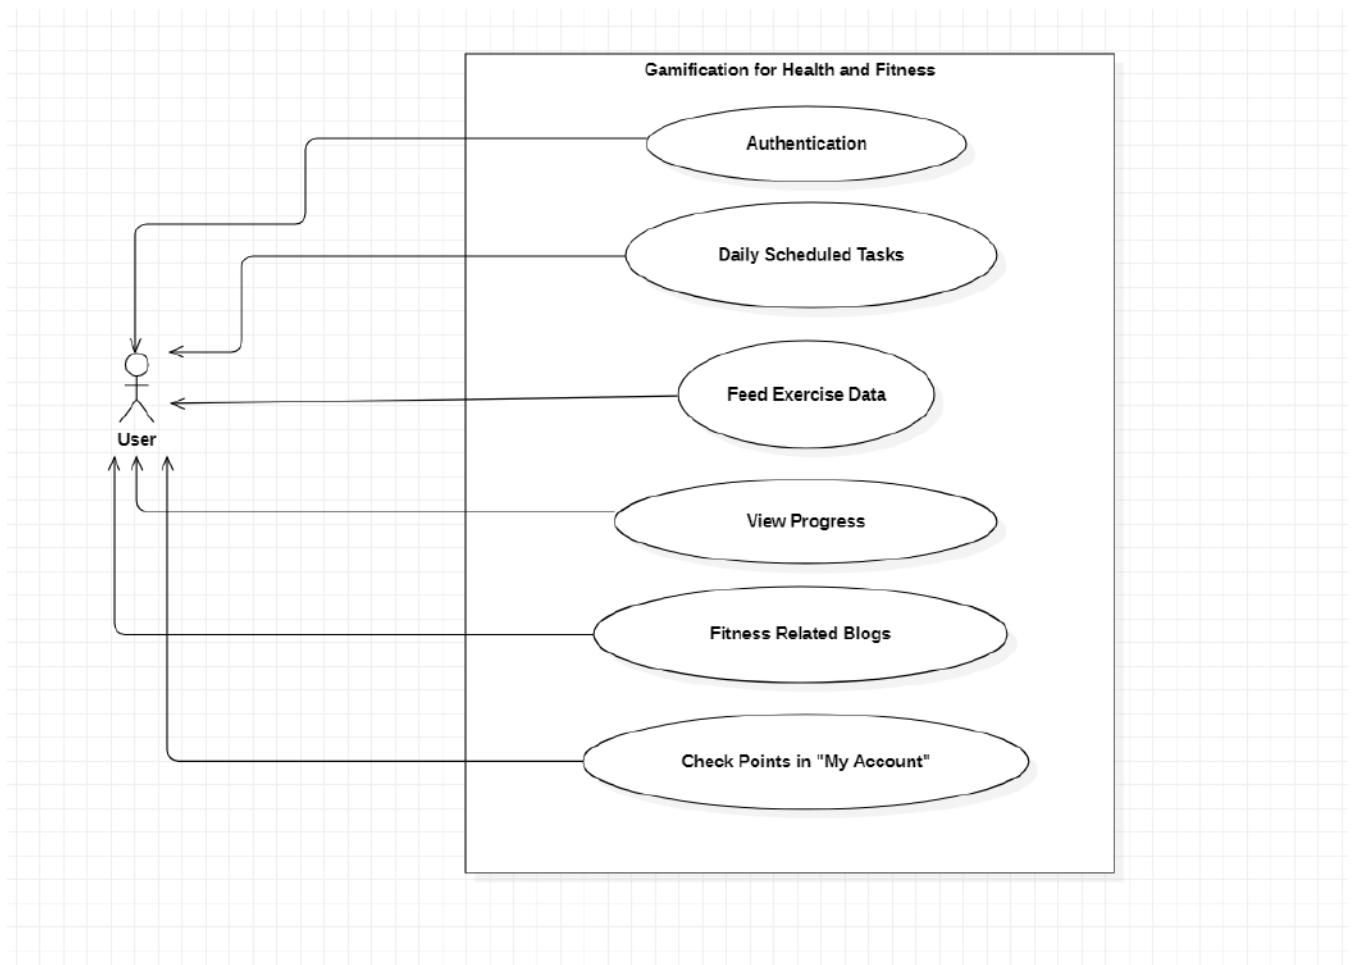 Gamification for Health and Fitness
Authentication
Daily Scheduled Tasks
Feed Exercise Data
User
View Progress
Fitness Related Blogs
Check Points in "My Account"